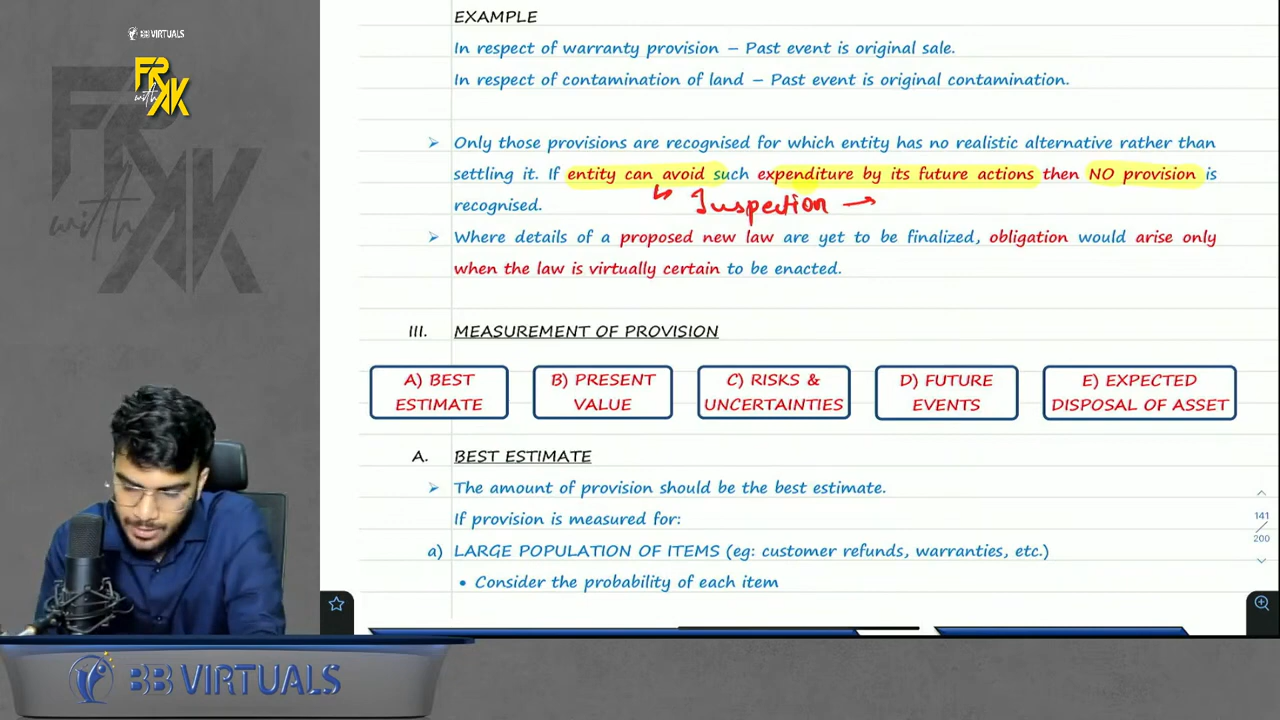 BB VIRTUALS
FR
with
AK
EXAMPLE
In respect of warranty provision – Past event is original sale.
In respect of contamination of land – Past event is original contamination.
➢ Only those provisions are recognised for which entity has no realistic alternative rather than
settling it. If entity can avoid such expenditure by its future actions then NO provision is
recognised.
Inspection →
➢ Where details of a proposed new law are yet to be finalized, obligation would arise only
when the law is virtually certain to be enacted.
III. MEASUREMENT OF PROVISION
A) BEST ESTIMATE
B) PRESENT VALUE
C) RISKS & UNCERTAINTIES
D) FUTURE EVENTS
E) EXPECTED DISPOSAL OF ASSET
A. BEST ESTIMATE
➢ The amount of provision should be the best estimate.
If provision is measured for:
a) LARGE POPULATION OF ITEMS (eg: customer refunds, warranties, etc.)
• Consider the probability of each item
141
200
BB VIRTUALS